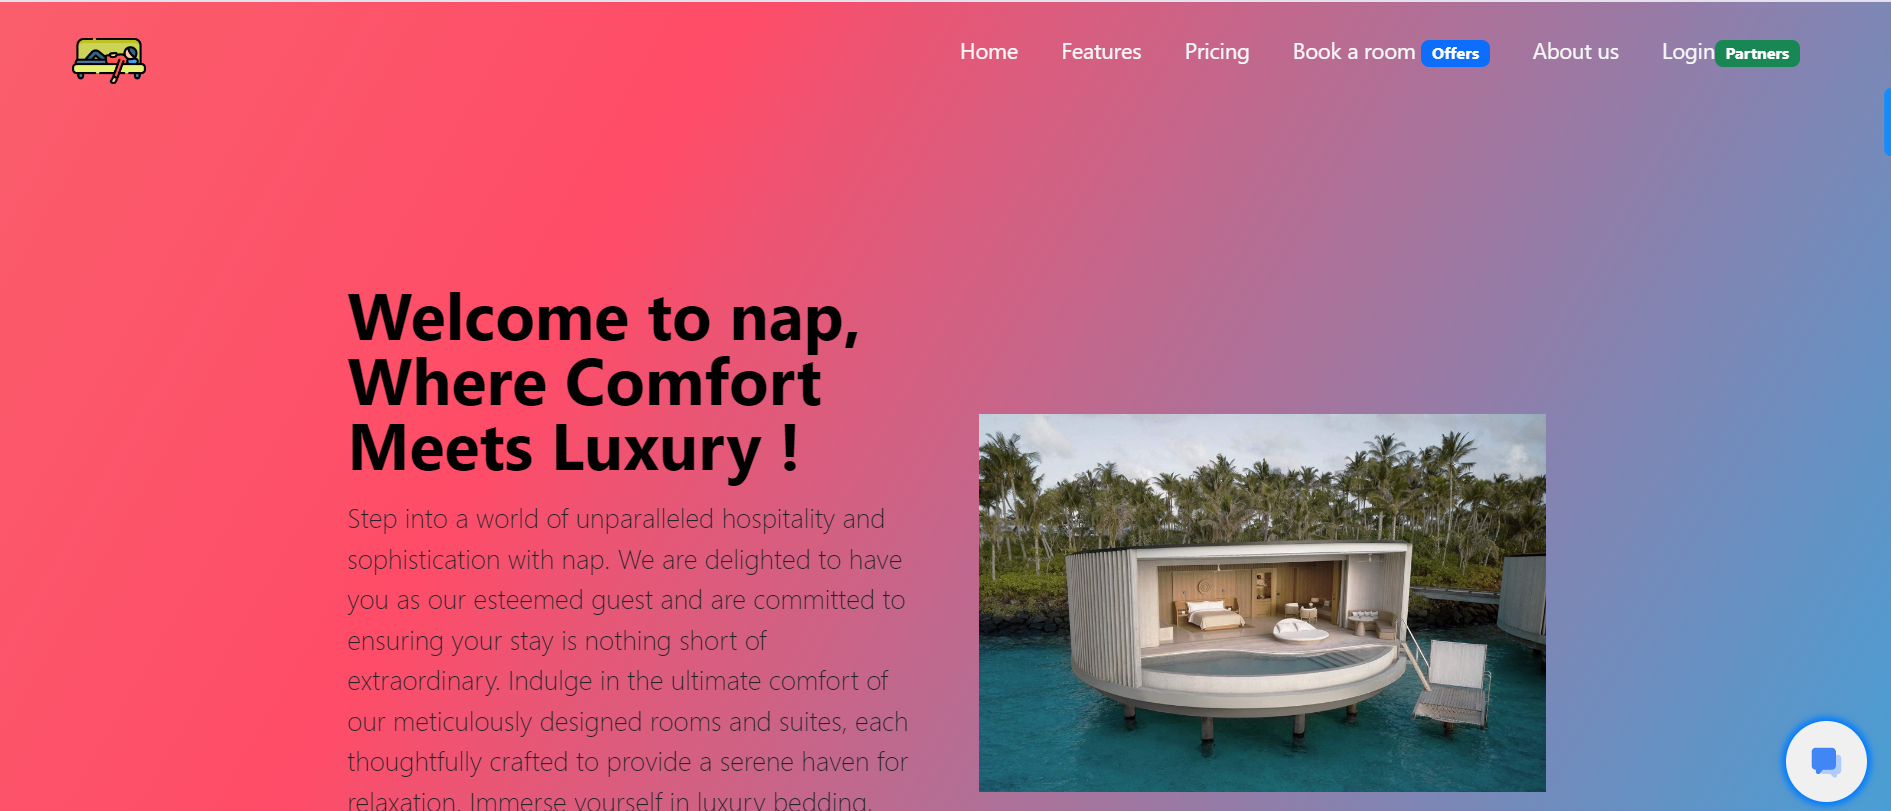 Home Features Pricing Book a room Offers About us Login Partners
Welcome to nap,
Where Comfort
Meets Luxury !
Step into a world of unparalleled hospitality and
sophistication with nap. We are delighted to have
you as our esteemed guest and are committed to
ensuring your stay is nothing short of
extraordinary. Indulge in the ultimate comfort of
our meticulously designed rooms and suites, each
thoughtfully crafted to provide a serene haven for
relaxation. Immerse yourself in luxury bedding,